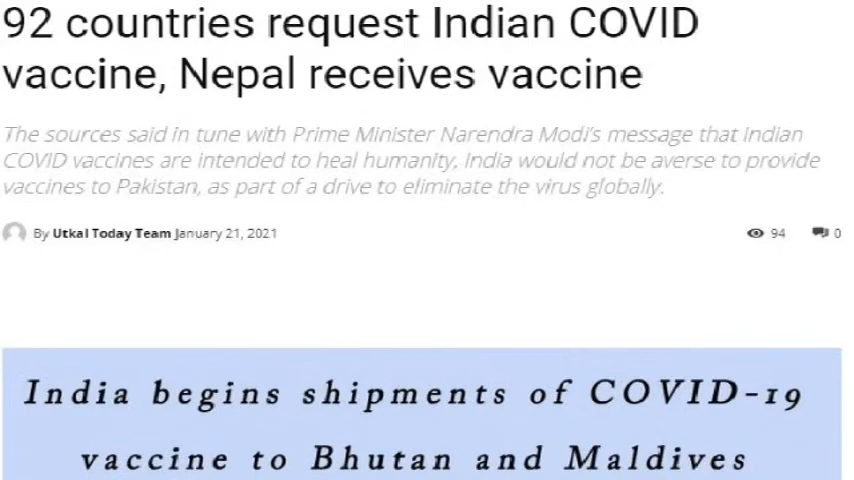 92 countries request Indian COVID
vaccine, Nepal receives vaccine
The sources said in tune with Prime Minister Narendra Modi's message that Indian
COVID vaccines are intended to heal humanity, India would not be averse to provide
vaccines to Pakistan, as part of a drive to eliminate the virus globally.
By Utkal Today Team January 21, 2021 94 0
India begins shipments of COVID-19
vaccine to Bhutan and Maldives